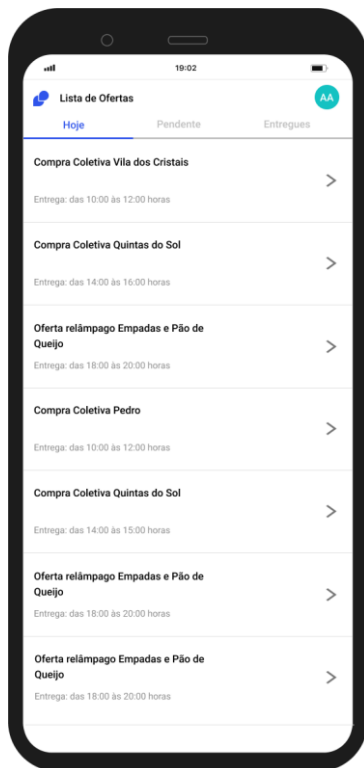 19:02
Lista de Ofertas
AA
Hoje
Pendente
Entregues
Compra Coletiva Vila dos Cristais
Entrega: das 10:00 às 12:00 horas
Compra Coletiva Quintas do Sol
Entrega: das 14:00 às 16:00 horas
Oferta relâmpago Empadas e Pão de
Queijo
Entrega: das 18:00 às 20:00 horas
Compra Coletiva Pedro
Entrega: das 10:00 às 12:00 horas
Compra Coletiva Quintas do Sol
Entrega: das 14:00 às 15:00 horas
Oferta relâmpago Empadas e Pão de
Queijo
Entrega: das 18:00 às 20:00 horas
Oferta relâmpago Empadas e Pão de
Queijo
Entrega: das 18:00 às 20:00 horas